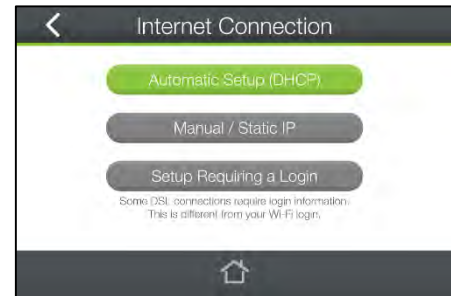 Internet Connection
Automatic Setup (DHCP)
Manual / Static IP
Setup Requiring a Login
Some DSL connections require login information.
This is different from your Wi-Fi login.